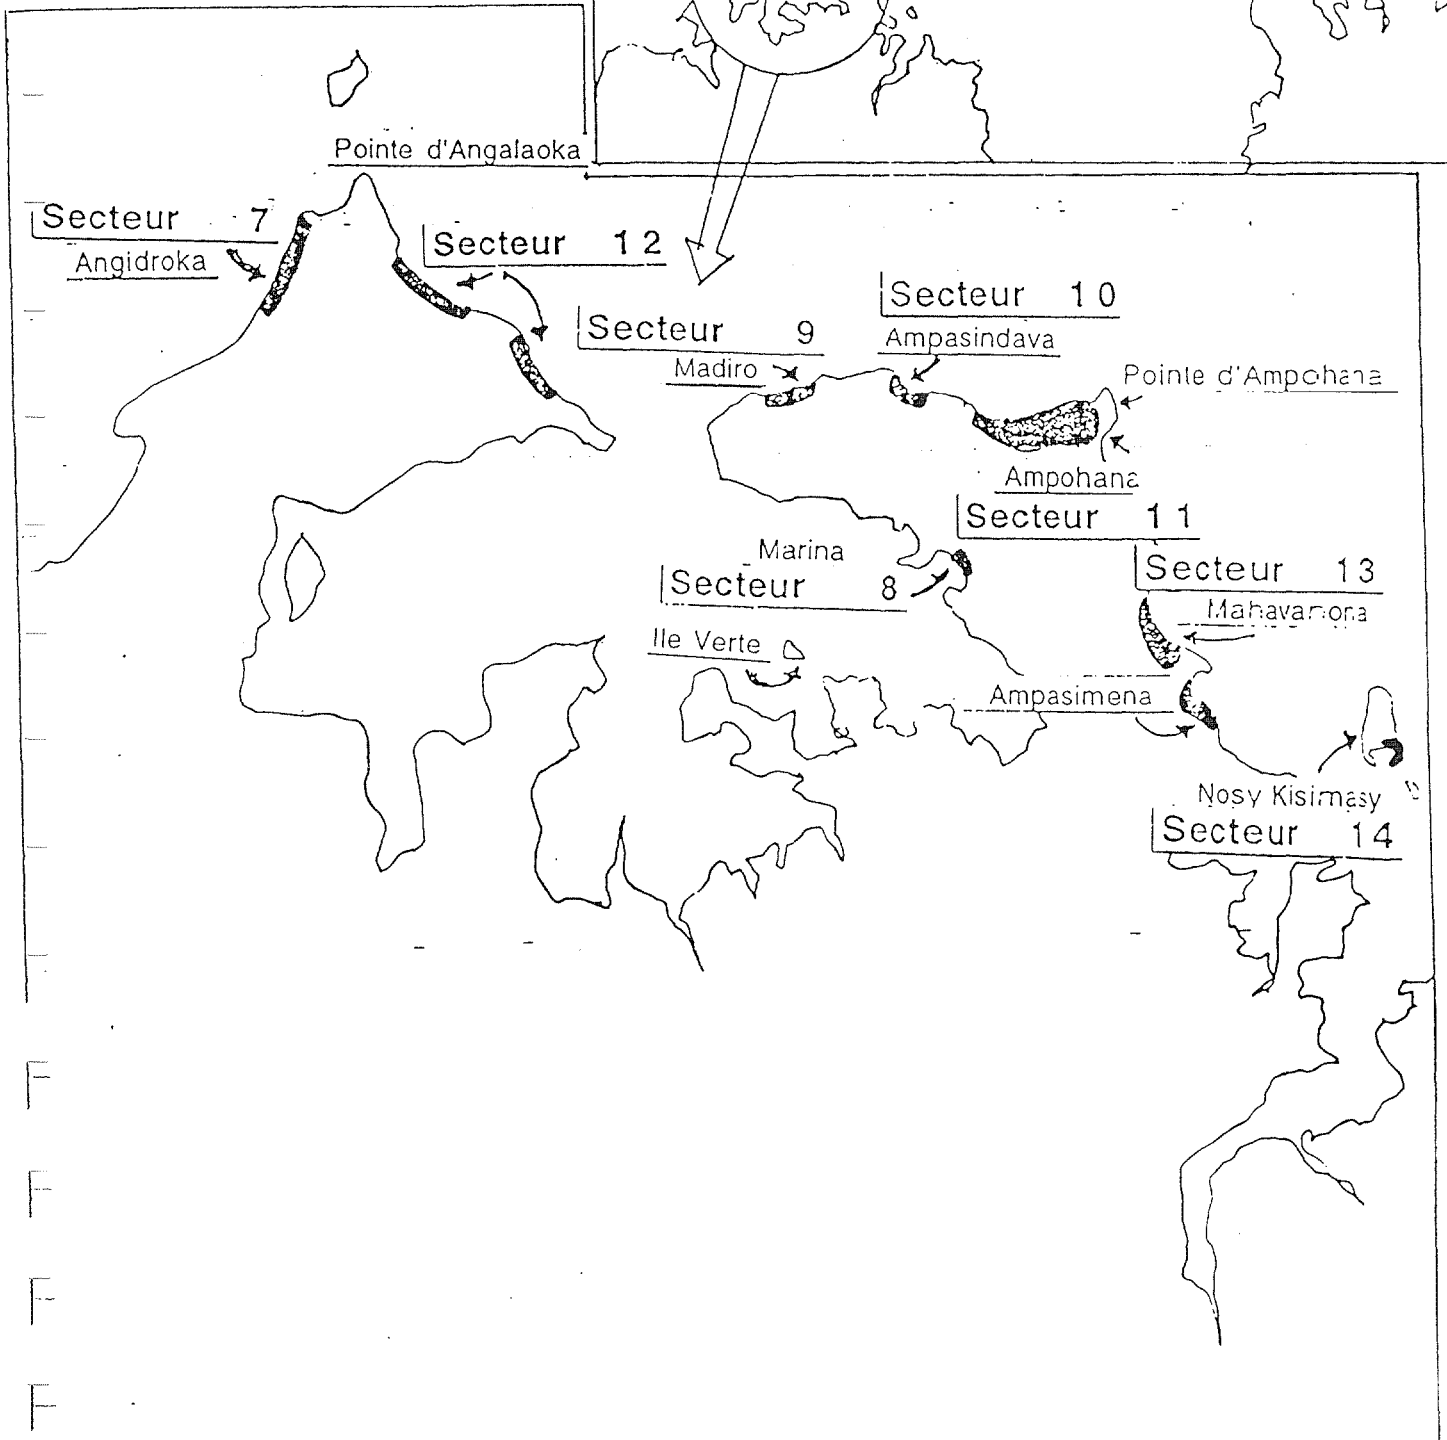 Pointe d'Angalaoka
Secteur 7
Angidroka
Secteur 12
Secteur 10
Ampasindava
Secteur 9
Madiro
Pointe d'Ampohana
Ampohana
Secteur 11
Marina
Secteur 8
Secteur 13
Mahavanona
Ile Verte
Ampasimena
Nosy Kisimasy
Secteur 14